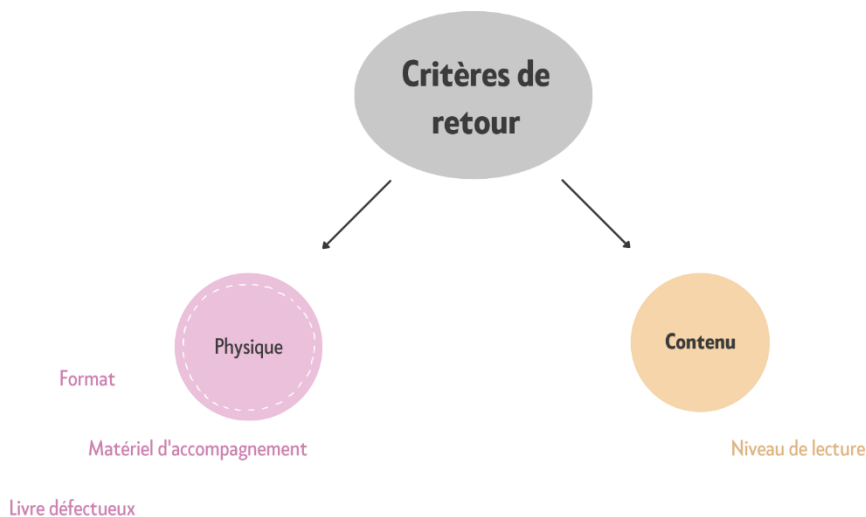 Critères de
retour
Physique
Contenu
Format
Matériel d'accompagnement
Niveau de lecture
Livre défectueux